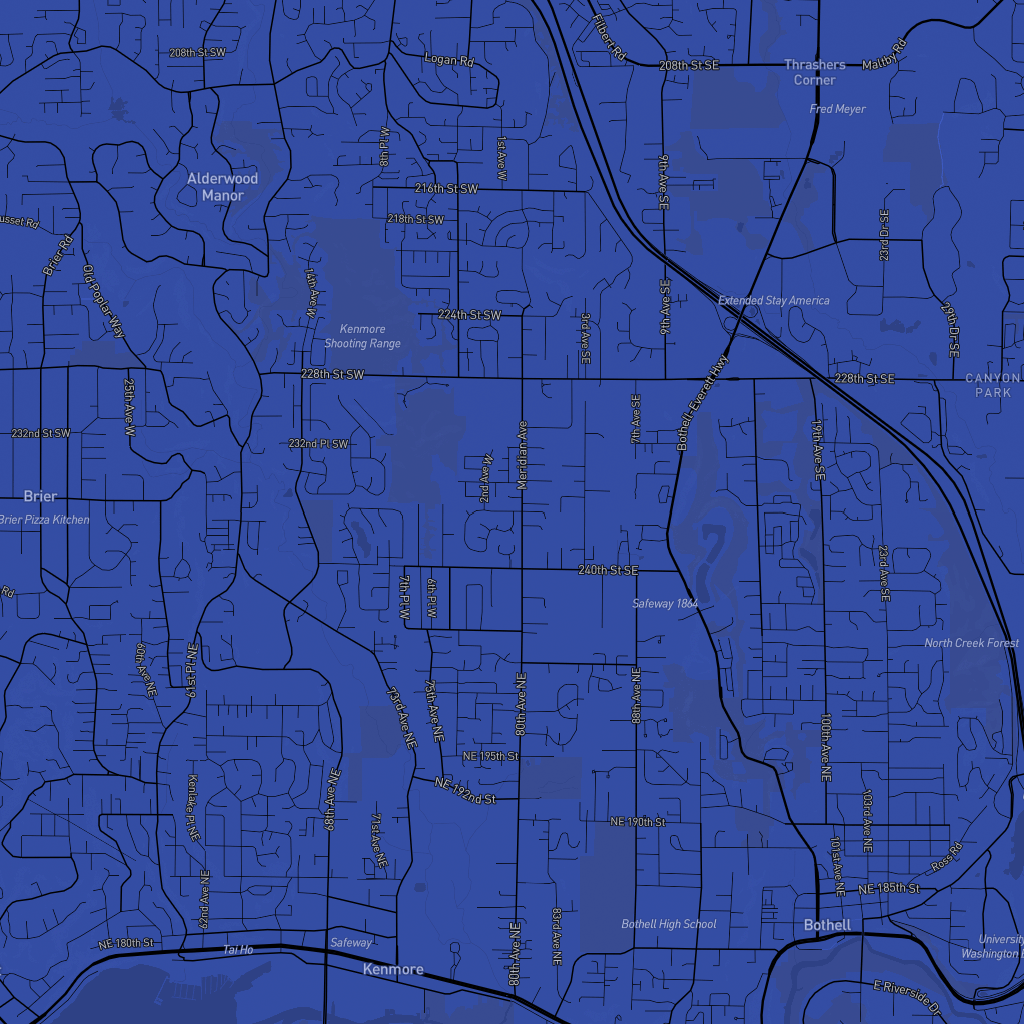 Filbert Rd
208th St SW
Logan Rd
208th St SE
Thrashers
Corner
Maltby Rd
Fred Meyer
8th Pl W
1st Ave W
9th Ave SE
Alderwood
Manor
216th St SW
218th St SW
usset Rd
Brier Rd
23rd Dr SE
Old Poplar Way
14th Ave W
Extended Stay America
9th Ave SE
224th St SW
3rd Ave SE
29th Dr SE
Kenmore
Shooting Range
228th St SW
228th St SE
CANYON
PARK
25th Ave W
Bothell-Everett Hwy
7th Ave SE
232nd St SW
232nd Pl SW
Meridian Ave
19th Ave SE
2nd Ave W
Brier
Brier Pizza Kitchen
240th St SE
23rd Ave SE
Rd
7th Pl W
6th Pl W
Safeway 1864
North Creek Forest
60th Ave NE
61st Pl NE
73rd Ave NE
75th Ave NE
80th Ave NE
88th Ave NE
100th Ave NE
NE 195th St
NE 192nd St
68th Ave NE
Kenlake Pl NE
71st Ave NE
NE 190th St
103rd Ave NE
101st Ave NE
Ross Rd
NE 185th St
62nd Ave NE
80th Ave NE
83rd Ave NE
Bothell High School
Bothell
NE 180th St
Tai Ho
Safeway
Kenmore
University
Washington B
E Riverside Dr